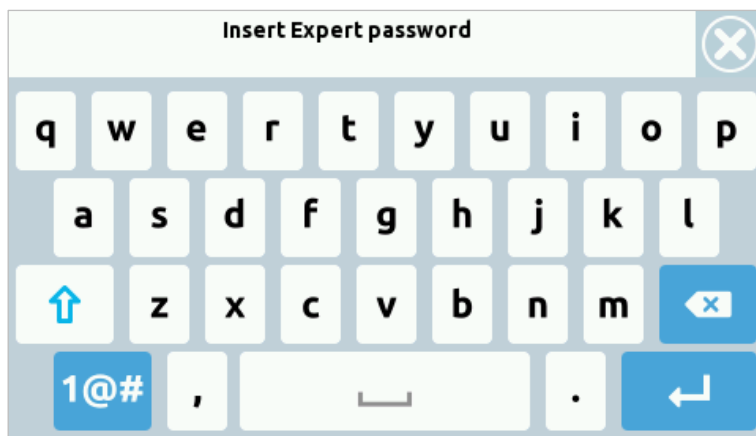 Insert Expert password
q w e r t y u i o p
a s d f g h j k l
z x c v b n m
1@# , .